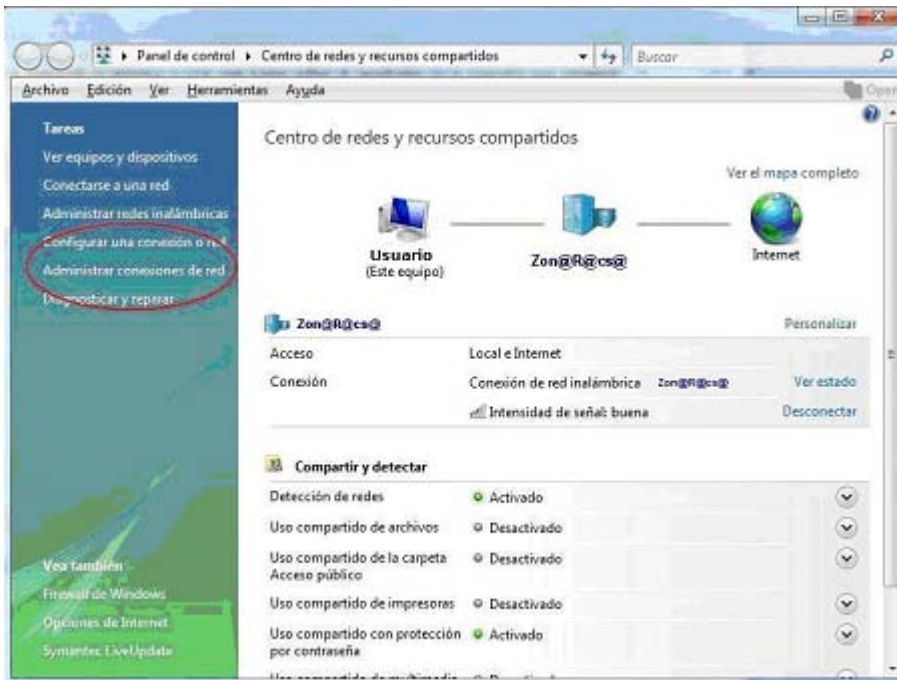 Panel de control ▸ Centro de redes y recursos compartidos
Buscar
Archivo Edición Ver Herramientas Ayuda
Tareas
Ver equipos y dispositivos
Conectarse a una red
Administrar redes inalámbricas
Configurar una conexión o red
Administrar conexiones de red
Diagnosticar y reparar
Vea también
Firewall de Windows
Opciones de Internet
Symantec LiveUpdate
Centro de redes y recursos compartidos
Ver el mapa completo
Usuario
(Este equipo)
Zon@R@cs@
Internet
Zon@R@cs@ Personalizar
Acceso Local e Internet
Conexión Conexión de red inalámbrica Zon@R@cs@ Ver estado
Intensidad de señal: buena Desconectar
Compartir y detectar
Detección de redes Activado
Uso compartido de archivos Desactivado
Uso compartido de la carpeta Desactivado
Acceso público
Uso compartido de impresoras Desactivado
Uso compartido con protección Activado
por contraseña